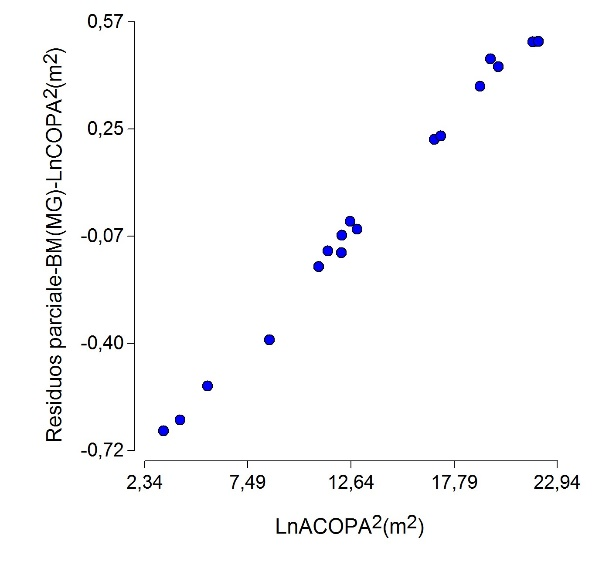 Residuos parciale-BM(MG)-LnCOPA²(m²)
0,57
0,25
-0,07
-0,40
-0,72
2,34 7,49 12,64 17,79 22,94
LnACOPA²(m²)